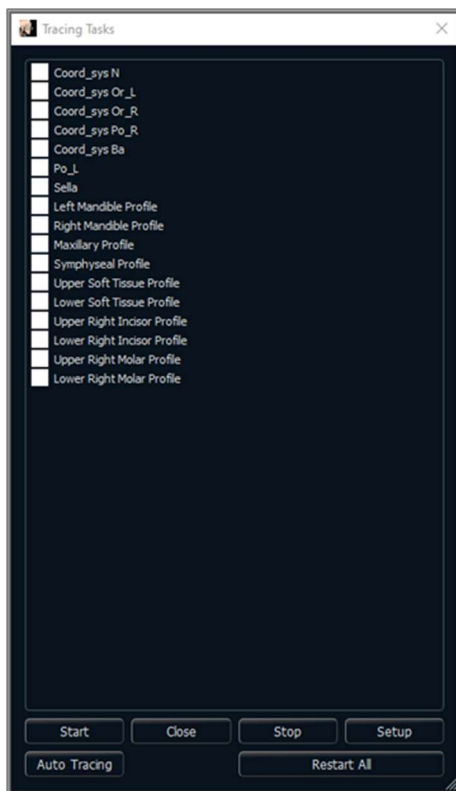 Tracing Tasks
Coord_sys N
Coord_sys Or_L
Coord_sys Or_R
Coord_sys Po_R
Coord_sys Ba
Po_L
Sella
Left Mandible Profile
Right Mandible Profile
Maxillary Profile
Symphyseal Profile
Upper Soft Tissue Profile
Lower Soft Tissue Profile
Upper Right Incisor Profile
Lower Right Incisor Profile
Upper Right Molar Profile
Lower Right Molar Profile
Start Close Stop Setup
Auto Tracing Restart All